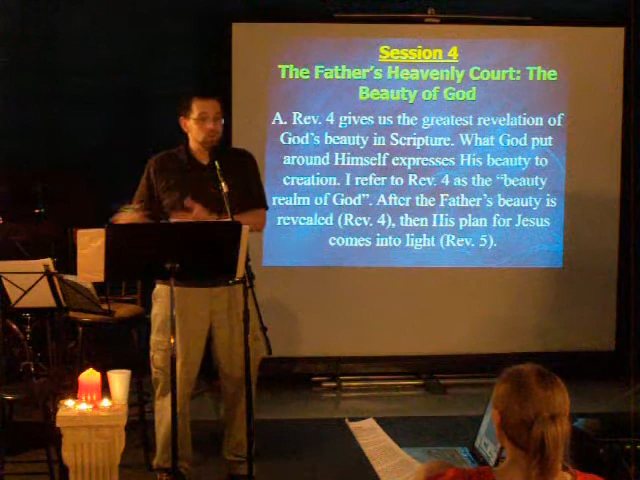 Session 4
The Father's Heavenly Court: The
Beauty of God
A. Rev. 4 gives us the greatest revelation of
God's beauty in Scripture. What God put
around Himself expresses His beauty to
creation. I refer to Rev. 4 as the "beauty
realm of God". After the Father's beauty is
revealed (Rev. 4), then His plan for Jesus
comes into light (Rev. 5).